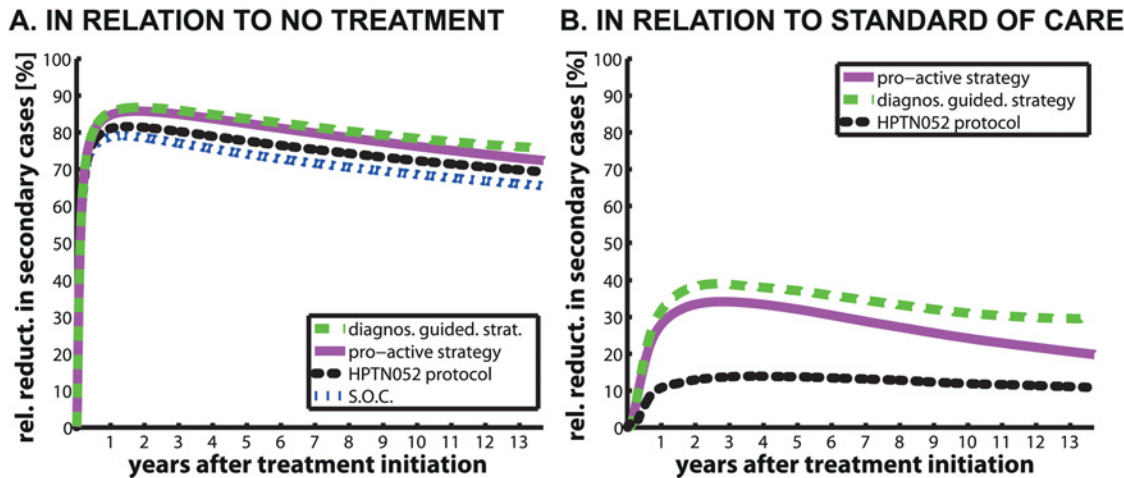 A. IN RELATION TO NO TREATMENT
rel. reduct. in secondary cases [%]
100
90
80
70
60
50
40
30
20
10
0
diagnos. guided. strat.
pro-active strategy
HPTN052 protocol
S.O.C.
1 2 3 4 5 6 7 8 9 10 11 12 13
years after treatment initiation
B. IN RELATION TO STANDARD OF CARE
rel. reduct. in secondary cases [%]
100
90
80
70
60
50
40
30
20
10
0
pro-active strategy
diagnos. guided. strategy
HPTN052 protocol
1 2 3 4 5 6 7 8 9 10 11 12 13
years after treatment initiation